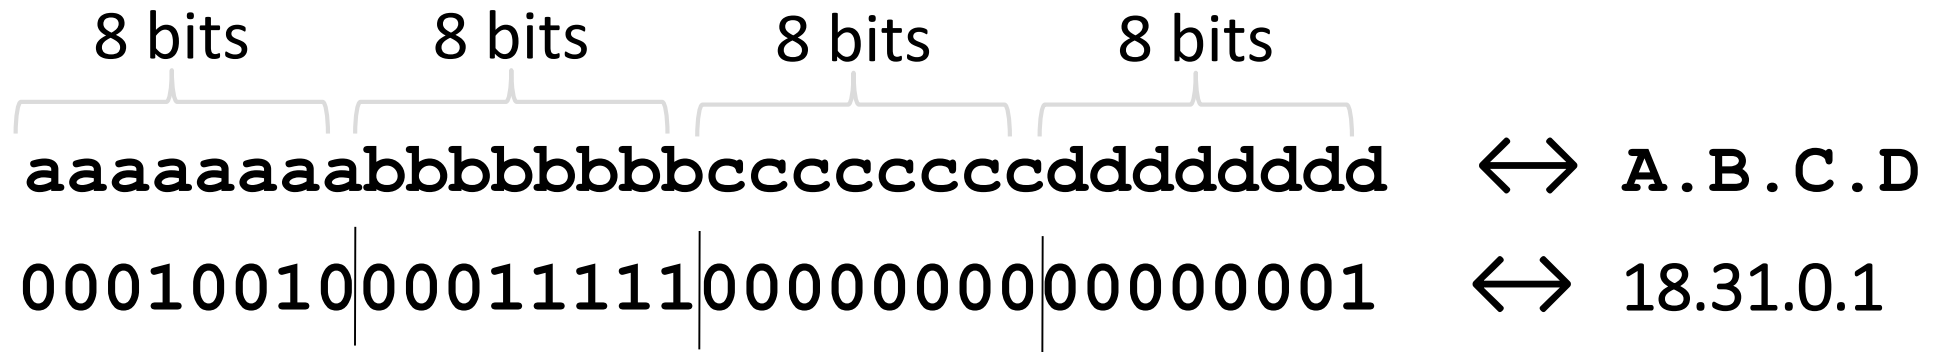 8 bits 8 bits 8 bits 8 bits
aaaaaaaabbbbbbbbccccccccdddddddd ↔ A.B.C.D
00010010000111110000000000000001 ↔ 18.31.0.1